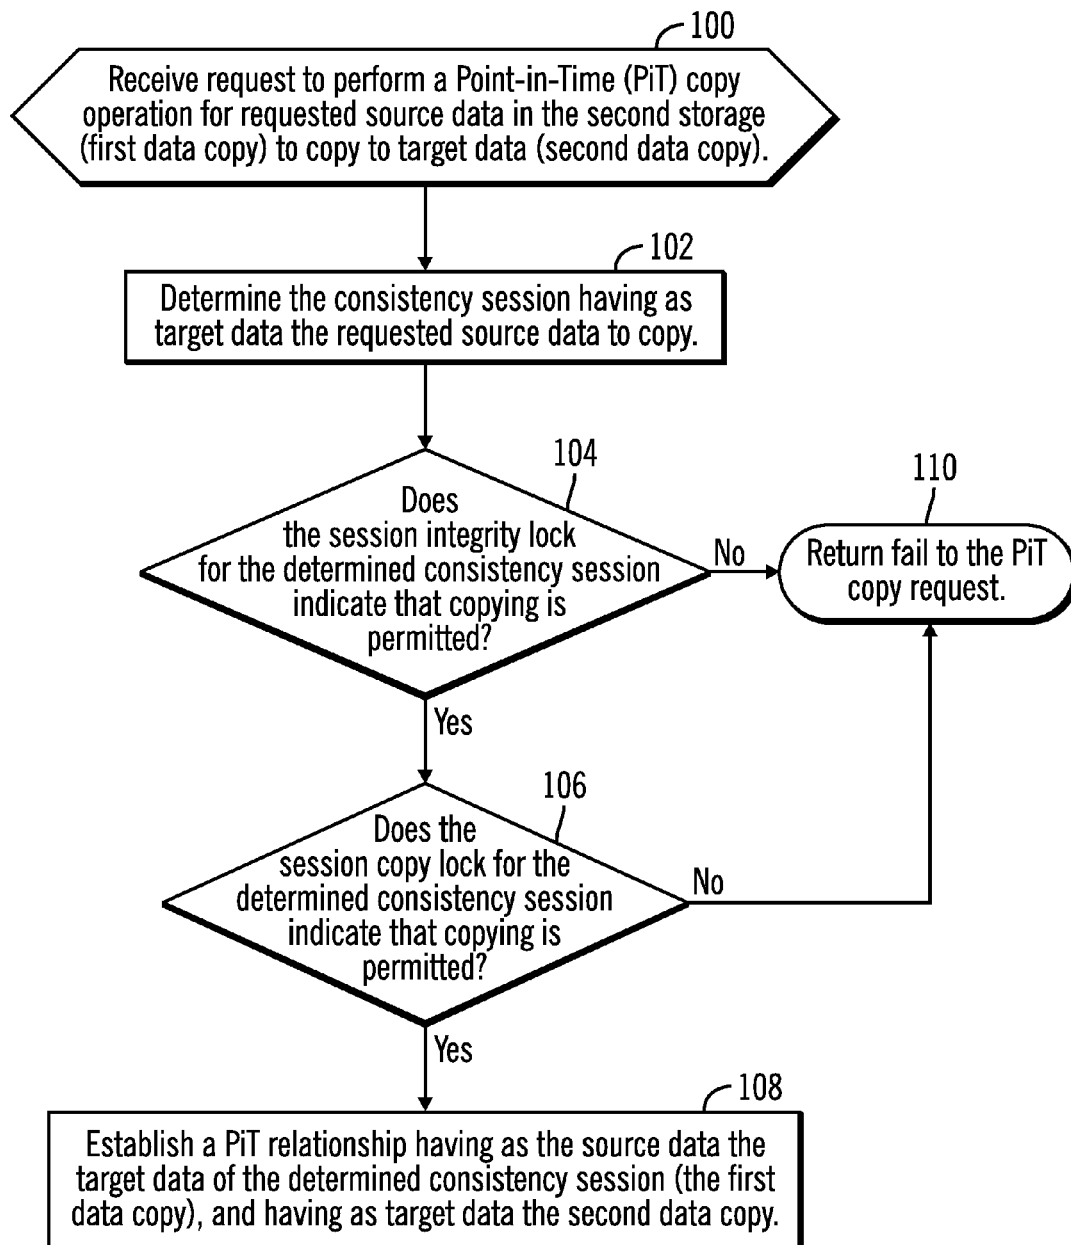 100
Receive request to perform a Point-in-Time (PiT) copy
operation for requested source data in the second storage
(first data copy) to copy to target data (second data copy).
102
Determine the consistency session having as
target data the requested source data to copy.
104
Does
the session integrity lock
for the determined consistency session
indicate that copying is
permitted?
No
110
Return fail to the PiT
copy request.
Yes
106
Does the
session copy lock for the
determined consistency session
indicate that copying is
permitted?
No
Yes
108
Establish a PiT relationship having as the source data the
target data of the determined consistency session (the first
data copy), and having as target data the second data copy.